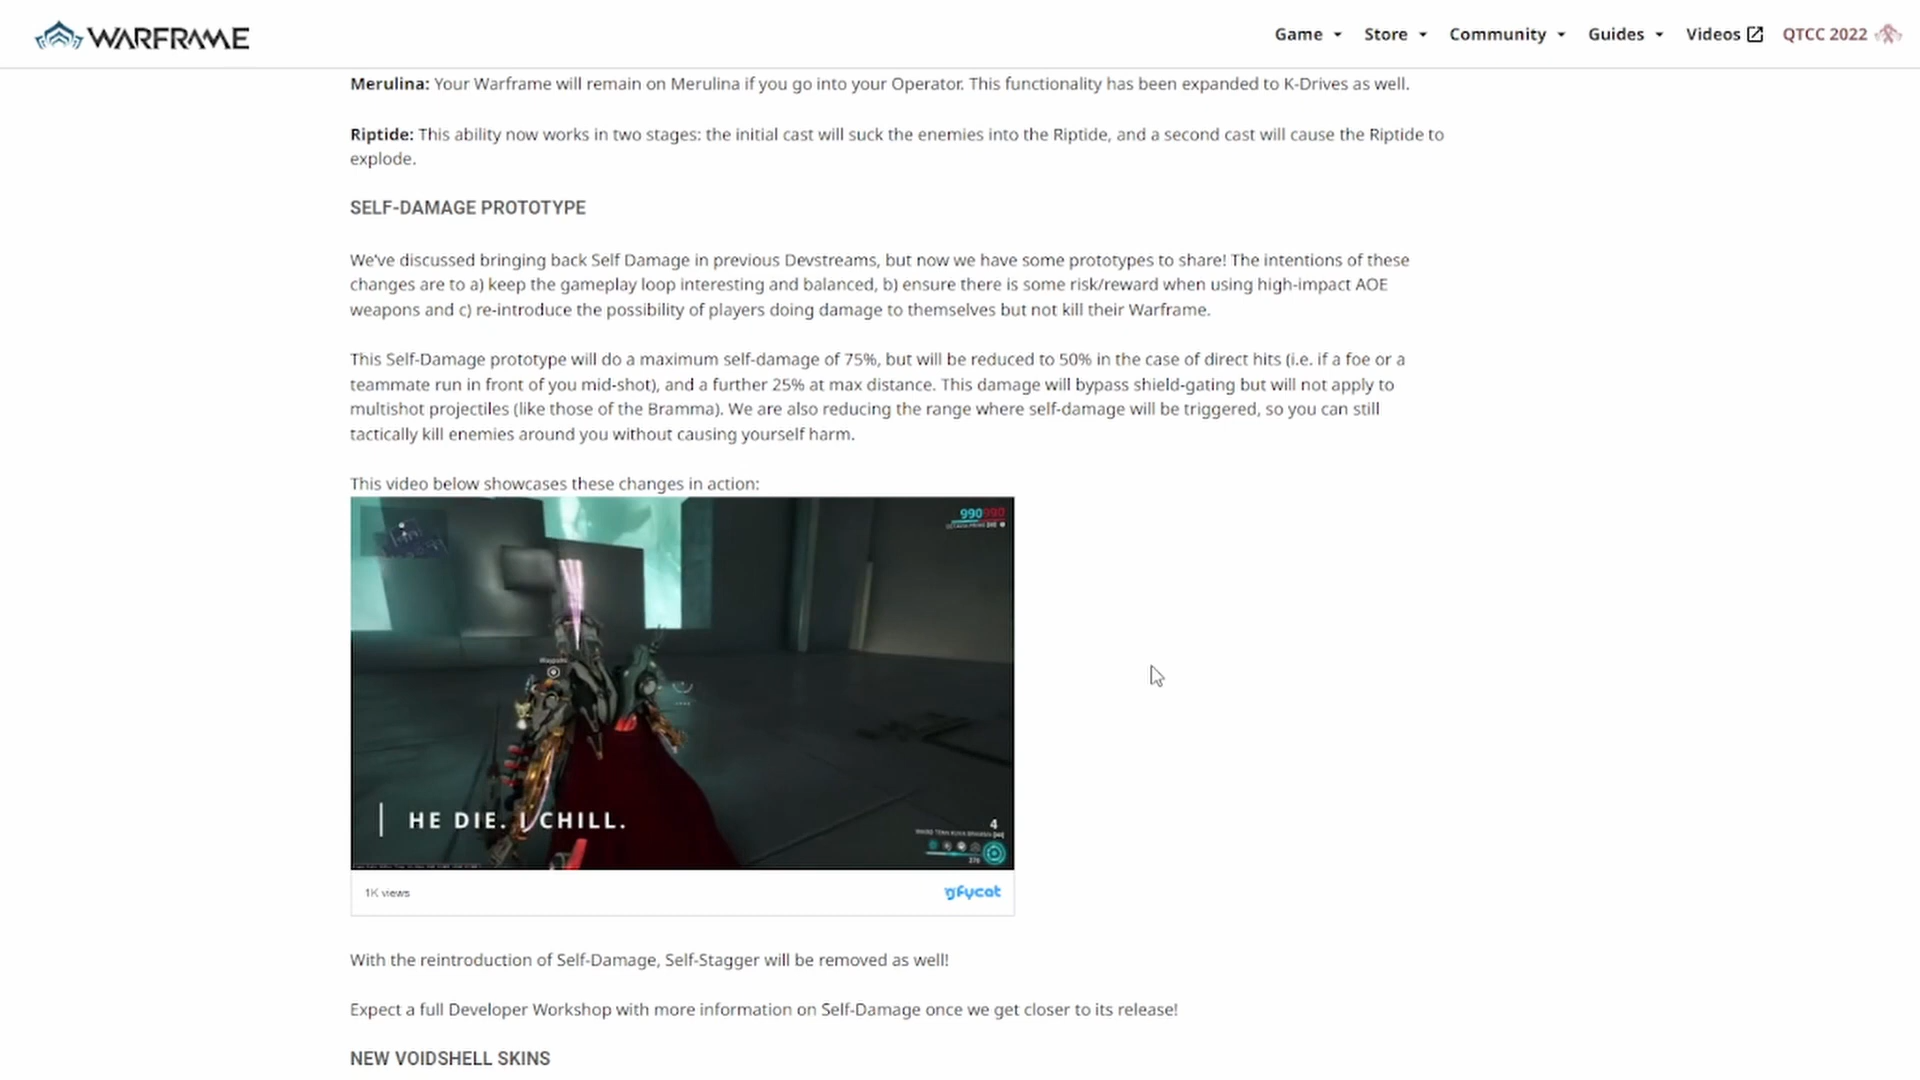 WARFRAME
Game Store Community Guides Videos QTCC 2022
Merulina: Your Warframe will remain on Merulina if you go into your Operator. This functionality has been expanded to K-Drives as well.
Riptide: This ability now works in two stages: the initial cast will suck the enemies into the Riptide, and a second cast will cause the Riptide to
explode.
SELF-DAMAGE PROTOTYPE
We've discussed bringing back Self Damage in previous Devstreams, but now we have some prototypes to share! The intentions of these
changes are to a) keep the gameplay loop interesting and balanced, b) ensure there is some risk/reward when using high-impact AOE
weapons and c) re-introduce the possibility of players doing damage to themselves but not kill their Warframe.
This Self-Damage prototype will do a maximum self-damage of 75%, but will be reduced to 50% in the case of direct hits (i.e. if a foe or a
teammate run in front of you mid-shot), and a further 25% at max distance. This damage will bypass shield-gating but will not apply to
multishot projectiles (like those of the Bramma). We are also reducing the range where self-damage will be triggered, so you can still
tactically kill enemies around you without causing yourself harm.
This video below showcases these changes in action:
990 990
Waypoint
HE DIE. I CHILL.
4
270
1K views
gfycat
With the reintroduction of Self-Damage, Self-Stagger will be removed as well!
Expect a full Developer Workshop with more information on Self-Damage once we get closer to its release!
NEW VOIDSHELL SKINS